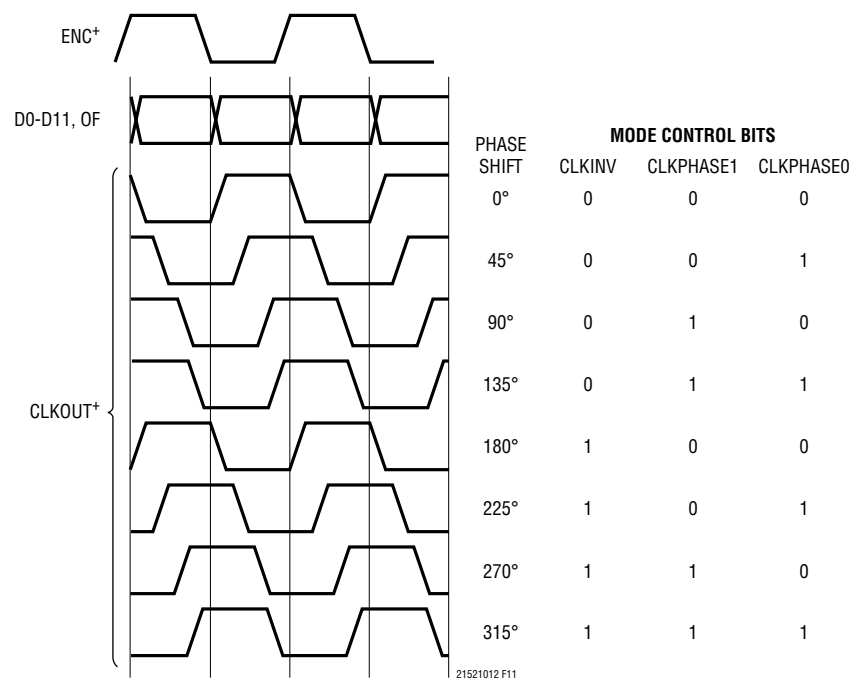 ENC+
D0-D11, OF
CLKOUT+
MODE CONTROL BITS
PHASE SHIFT CLKINV CLKPHASE1 CLKPHASE0
0° 0 0 0
45° 0 0 1
90° 0 1 0
135° 0 1 1
180° 1 0 0
225° 1 0 1
270° 1 1 0
315° 1 1 1
21521012 F11